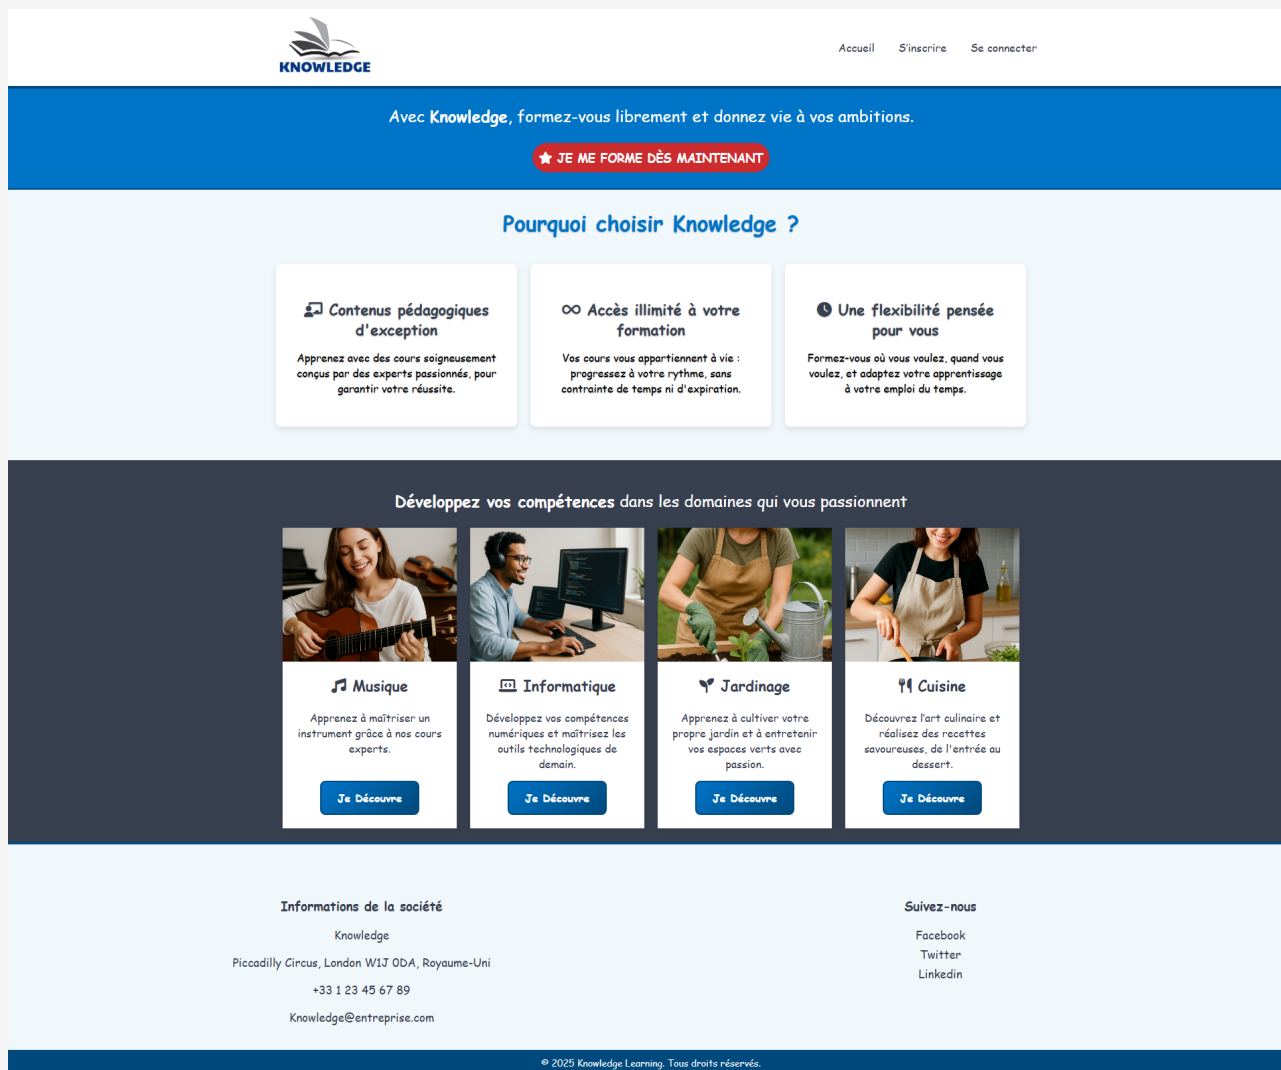 KNOWLEDGE
Accueil S'inscrire Se connecter
Avec Knowledge, formez-vous librement et donnez vie à vos ambitions.
JE ME FORME DÈS MAINTENANT
Pourquoi choisir Knowledge ?
Contenus pédagogiques
d'exception
Apprenez avec des cours soigneusement
conçus par des experts passionnés, pour
garantir votre réussite.
Accès illimité à votre
formation
Vos cours vous appartiennent à vie :
progressez à votre rythme, sans
contrainte de temps ni d'expiration.
Une flexibilité pensée
pour vous
Formez-vous où vous voulez, quand vous
voulez, et adaptez votre apprentissage
à votre emploi du temps.
Développez vos compétences dans les domaines qui vous passionnent
Musique
Apprenez à maîtriser un
instrument grâce à nos cours
experts.
Je Découvre
Informatique
Développez vos compétences
numériques et maîtrisez les
outils technologiques de
demain.
Je Découvre
Jardinage
Apprenez à cultiver votre
propre jardin et à entretenir
vos espaces verts avec
passion.
Je Découvre
Cuisine
Découvrez l'art culinaire et
réalisez des recettes
savoureuses, de l'entrée au
dessert.
Je Découvre
Informations de la société
Knowledge
Piccadilly Circus, London W1J 0DA, Royaume-Uni
+33 1 23 45 67 89
Knowledge@entreprise.com
Suivez-nous
Facebook
Twitter
Linkedin
© 2025 Knowledge Learning. Tous droits réservés.